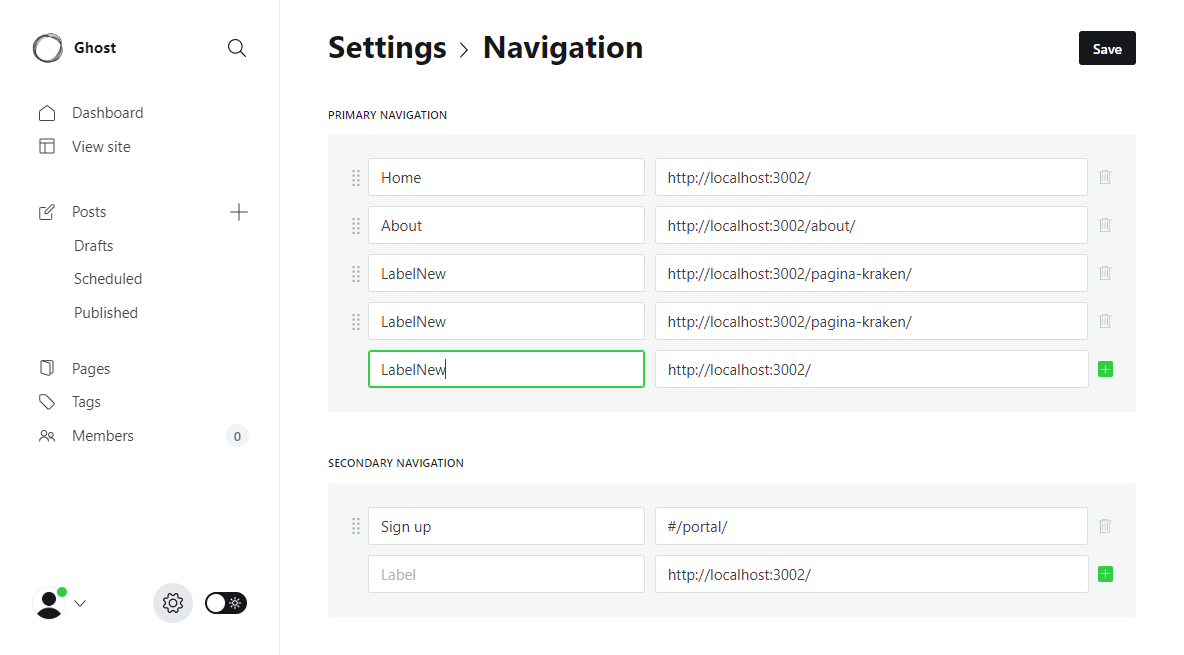 Ghost
Dashboard
View site
Posts
Drafts
Scheduled
Published
Pages
Tags
Members
0
Settings > Navigation
Save
PRIMARY NAVIGATION
Home http://localhost:3002/
About http://localhost:3002/about/
LabelNew http://localhost:3002/pagina-kraken/
LabelNew http://localhost:3002/pagina-kraken/
LabelNew http://localhost:3002/
SECONDARY NAVIGATION
Sign up #/portal/
Label http://localhost:3002/